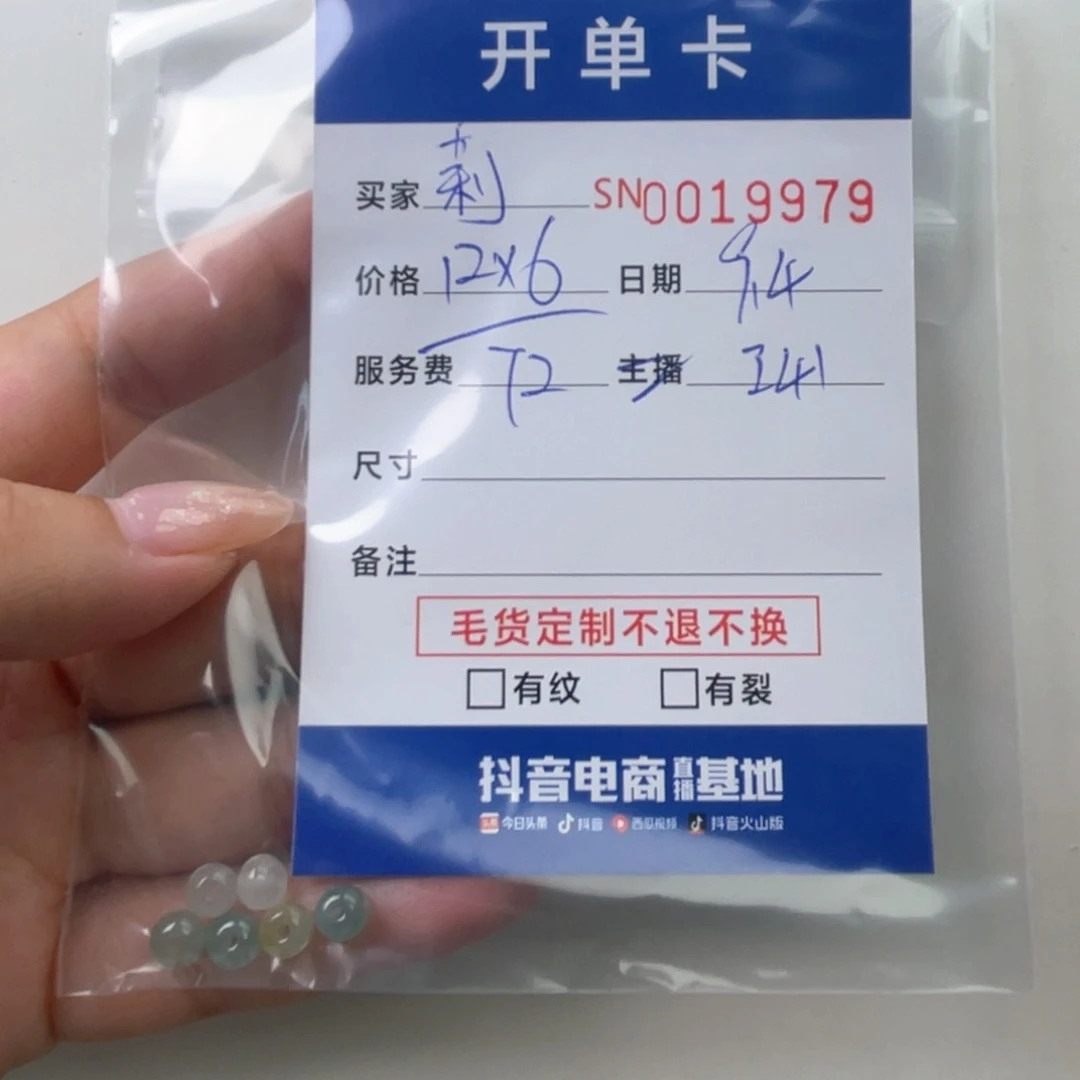 开单卡
买家 SN0019979
价格 12x6 日期 9.4
服务费 72 主播 341
尺寸
备注
毛货定制不退不换
有纹 有裂
抖音电商直播基地
头条 今日头条 抖音 西瓜视频 抖音火山版